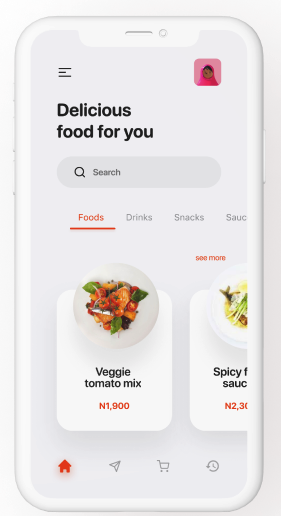 Delicious
food for you
Search
Foods Drinks Snacks Sauc
see more
Veggie
tomato mix
N1,900
Spicy f
sauc
N2,30